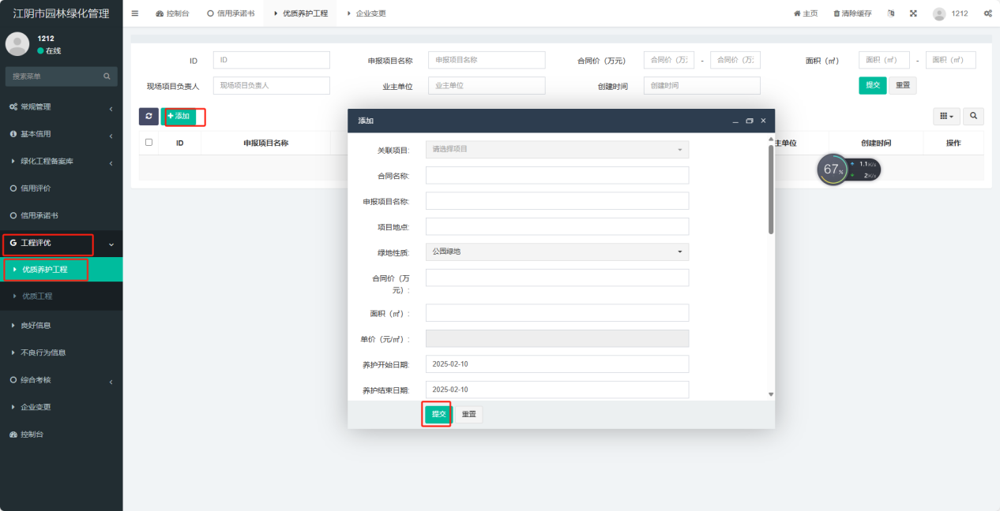 江阴市园林绿化管理
控制台
信用承诺书
优质养护工程
企业变更
主页
清除缓存
1212
1212
在线
搜索菜单
常规管理
基本信用
绿化工程备案库
信用评价
信用承诺书
工程评优
优质养护工程
优质工程
良好信息
不良行为信息
综合考核
企业变更
控制台
ID
ID
申报项目名称
申报项目名称
合同价（万元）
合同价（万
-
合同价（万
面积（㎡）
面积（㎡）
-
面积（㎡）
现场项目负责人
现场项目负责人
业主单位
业主单位
创建时间
创建时间
提交
重置
添加
ID
申报项目名称
主单位
创建时间
操作
67%
1.1K/s
2K/s
添加
关联项目:
请选择项目
合同名称:
申报项目名称:
项目地点:
绿地性质:
公园绿地
合同价（万
元）:
面积（㎡）:
单价（元/㎡）:
养护开始日期:
2025-02-10
养护结束日期:
2025-02-10
提交
重置